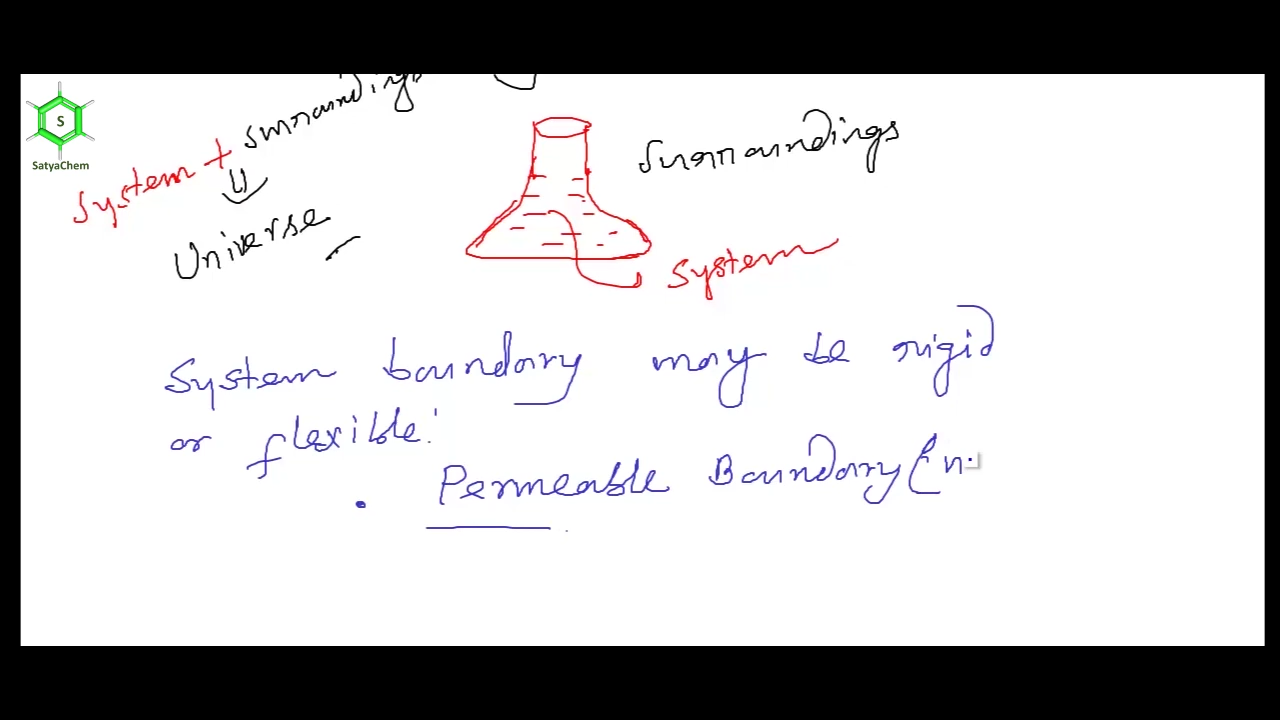 S
SatyaChem
System + surroundings
Universe
Surroundings
System
System boundary may be rigid
or flexible.
. Permeable Boundary (